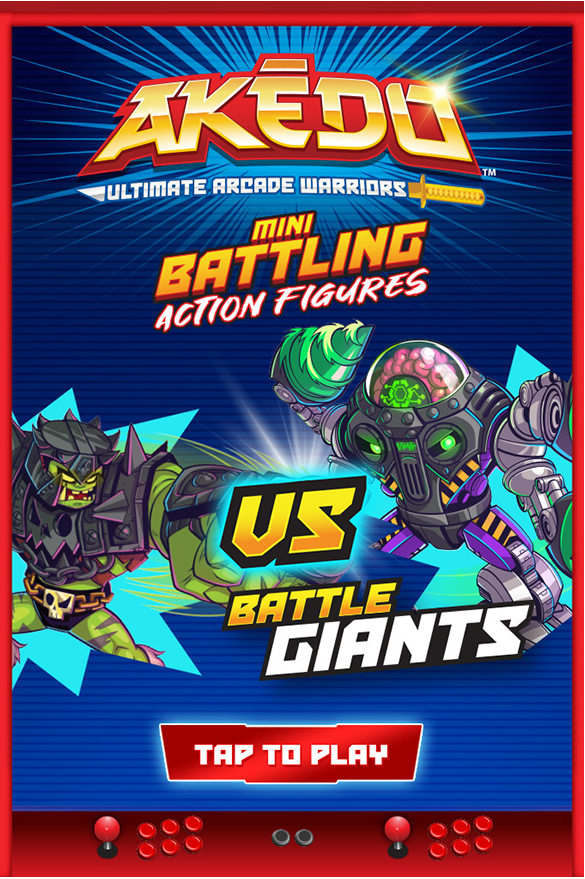 AKĒDO
TM
ULTIMATE ARCADE WARRIORS
MINI
BATTLING
ACTION FIGURES
VS
BATTLE
GIANTS
TAP TO PLAY